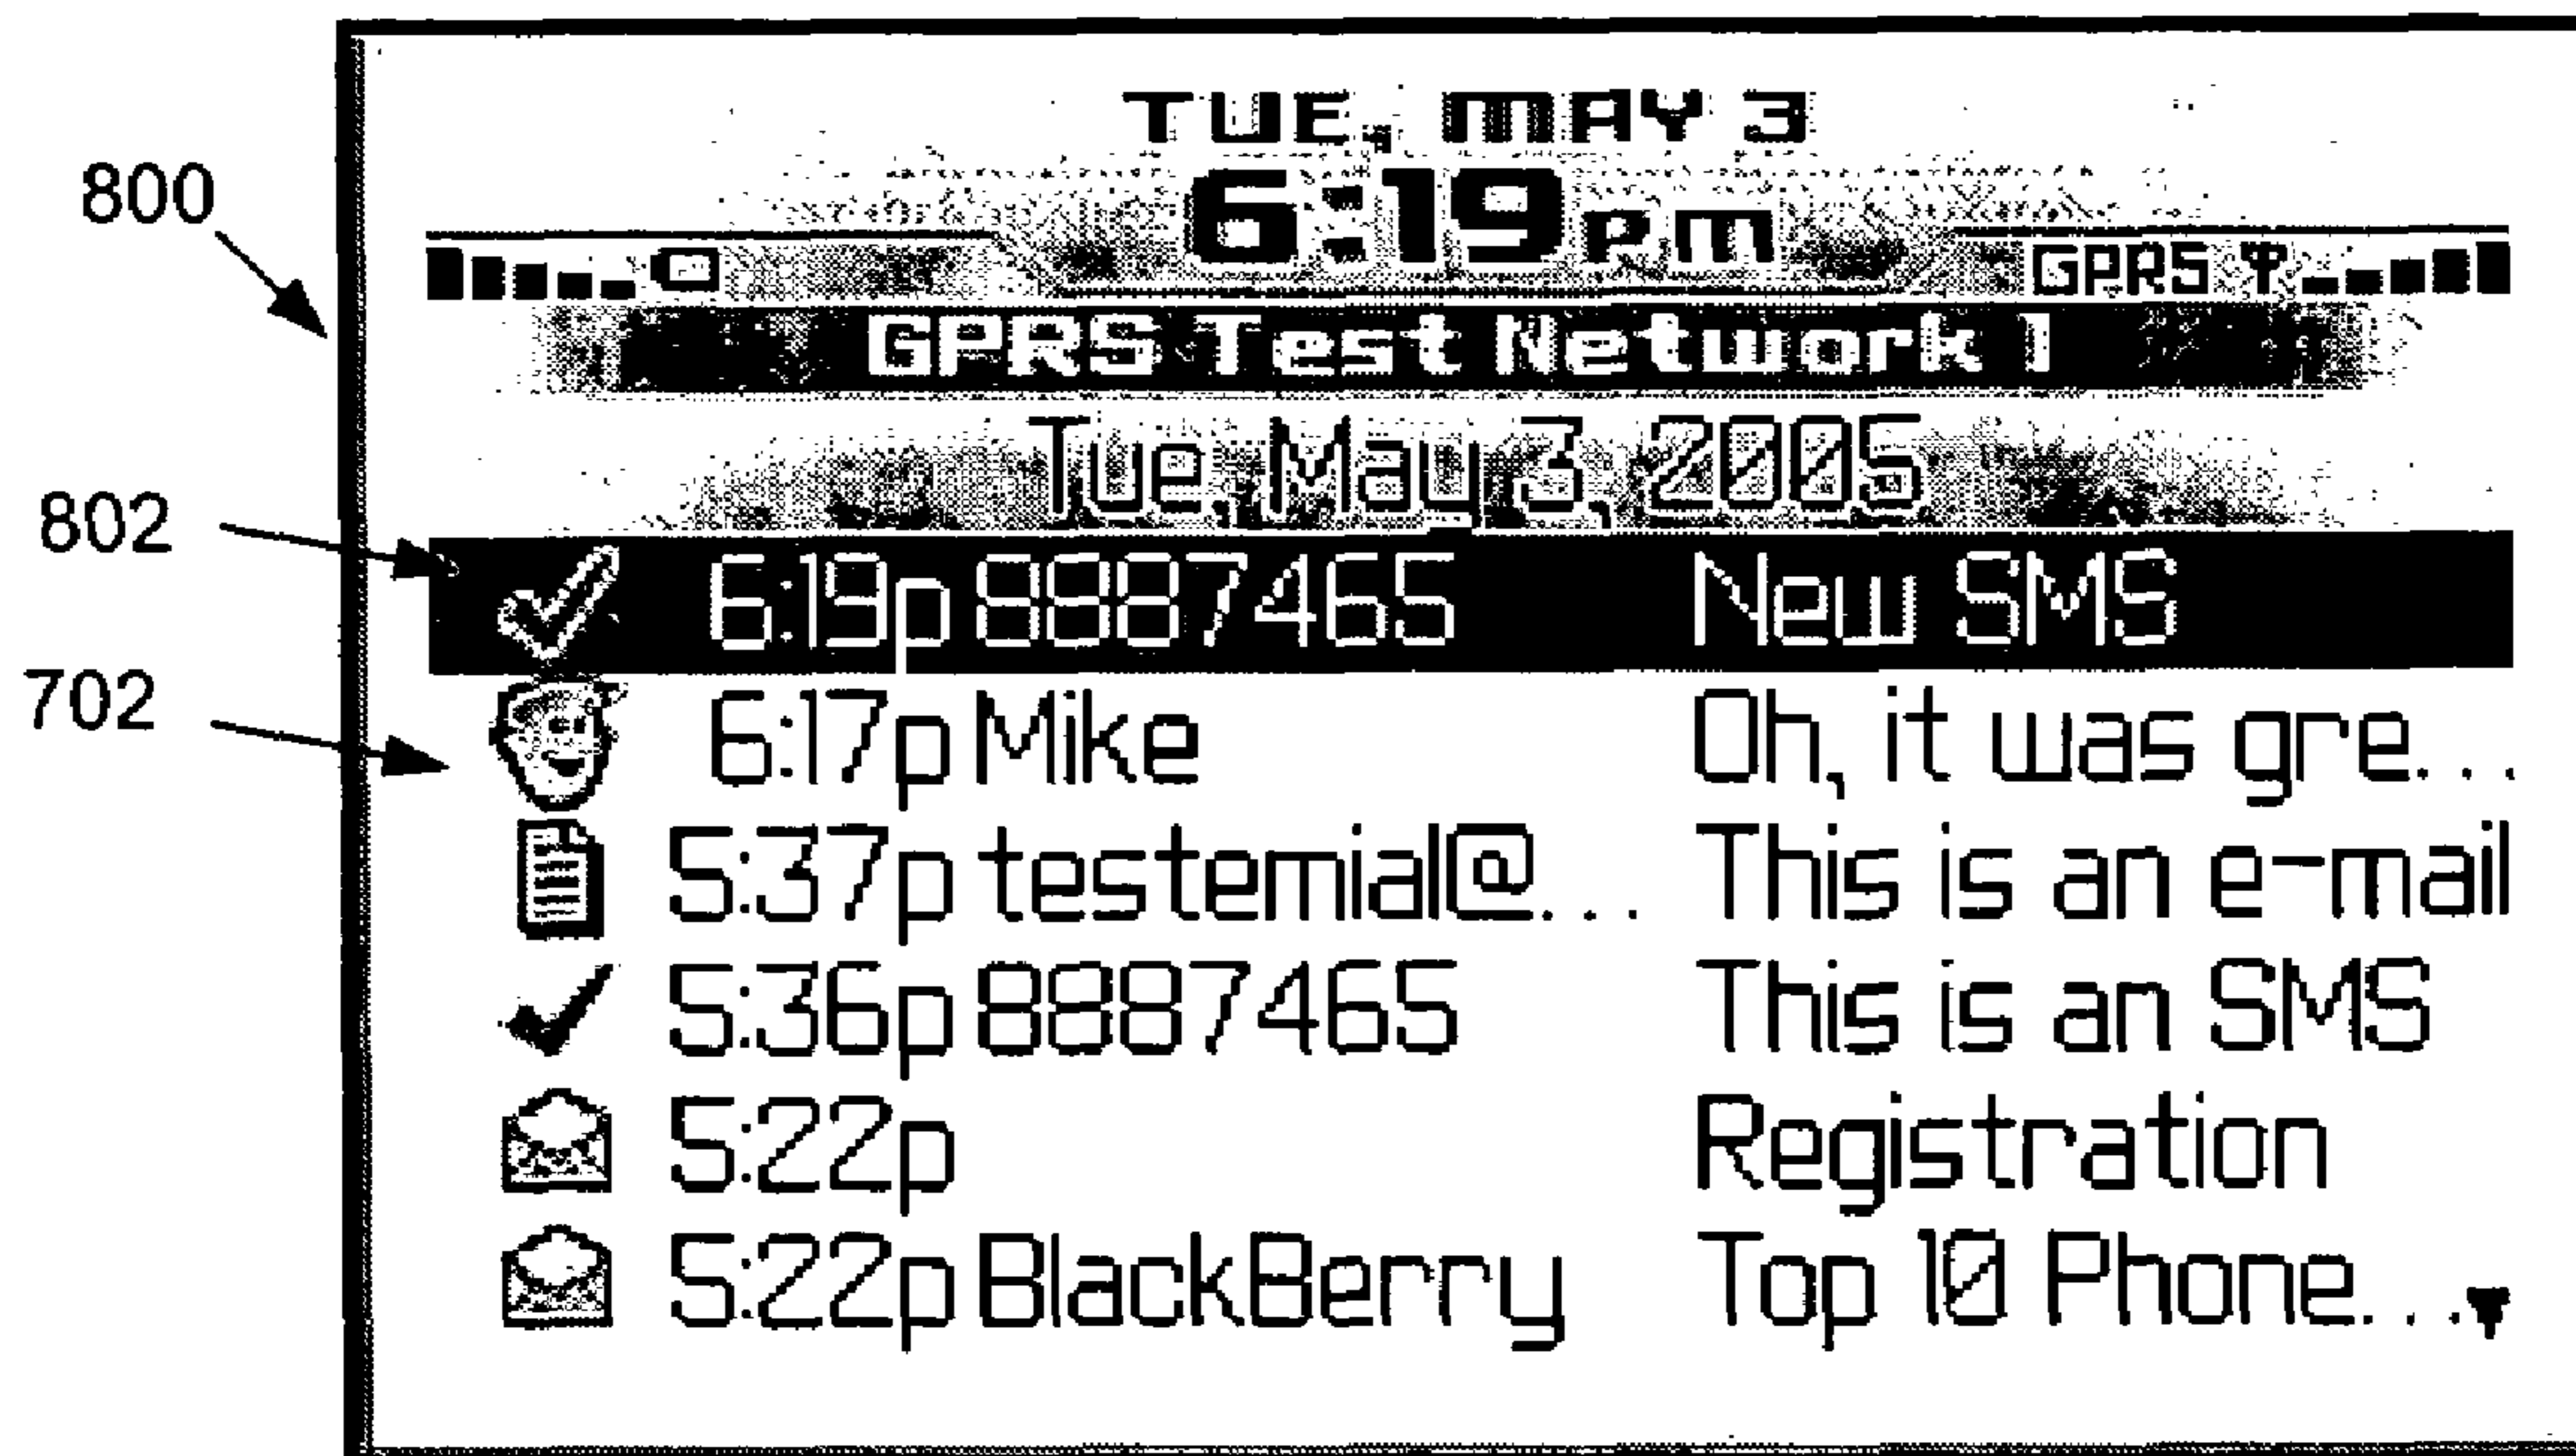 TUE, MAY 3
800
6:19pm
GPRS
GPRS Test Network 1
Tue, May 3, 2005
802
6:19p 8887465 New SMS
702
6:17p Mike Oh, it was gre...
5:37p testemial@... This is an e-mail
5:36p 8887465 This is an SMS
5:22p Registration
5:22p BlackBerry Top 10 Phone...